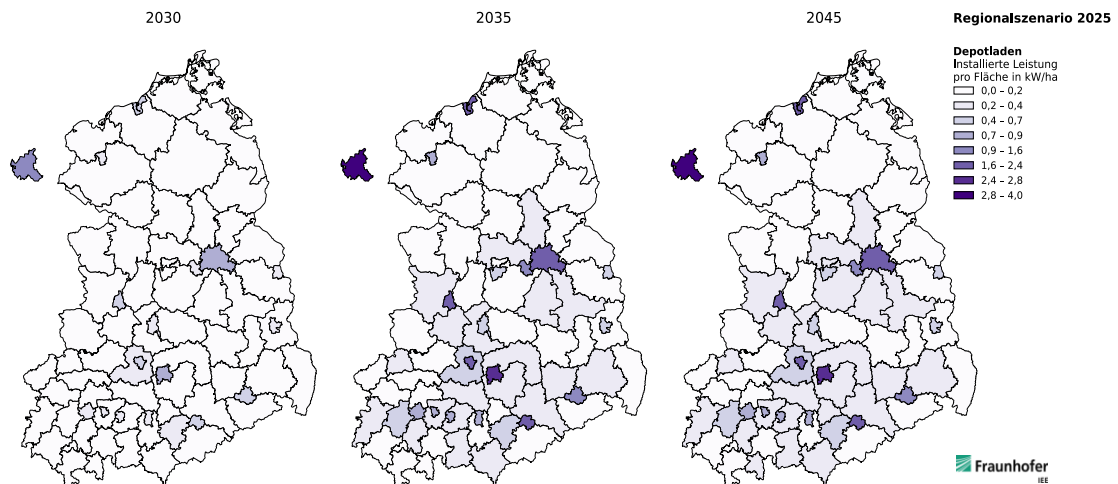 2030
2035
2045
Regionalszenario 2025
Depotladen
Installierte Leistung
pro Fläche in kW/ha
0,0 – 0,2
0,2 – 0,4
0,4 – 0,7
0,7 – 0,9
0,9 – 1,6
1,6 – 2,4
2,4 – 2,8
2,8 – 4,0
Fraunhofer
IEE